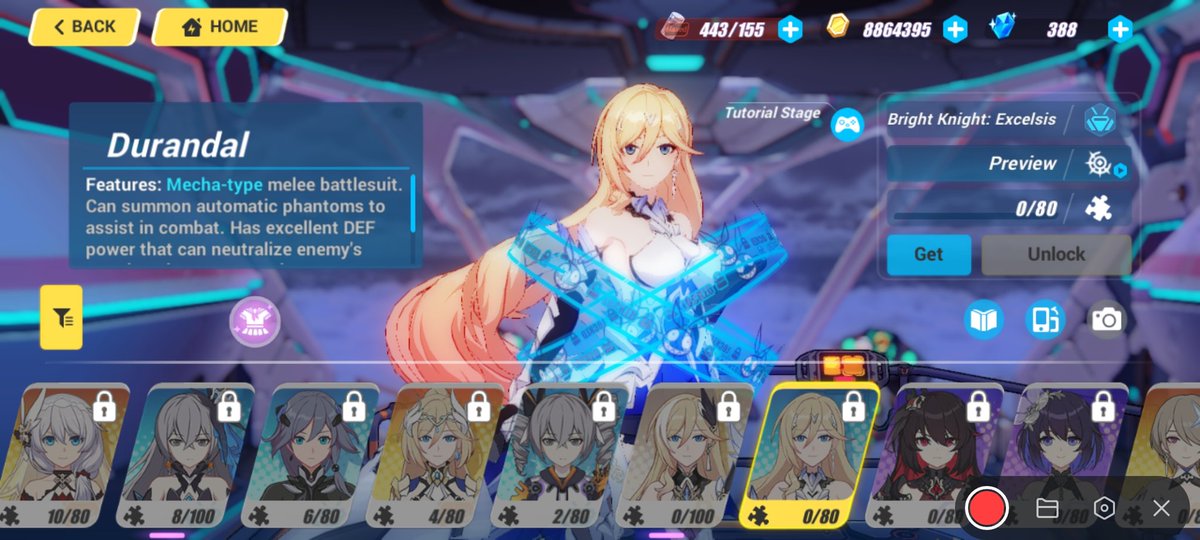 BACK
HOME
443/155
8864395
388
Durandal
Features: Mecha-type melee battlesuit.
Can summon automatic phantoms to
assist in combat. Has excellent DEF
power that can neutralize enemy's
Tutorial Stage
Bright Knight: Excelsis
Preview
0/80
Get
Unlock
10/80
8/100
6/80
4/80
2/80
0/100
0/80